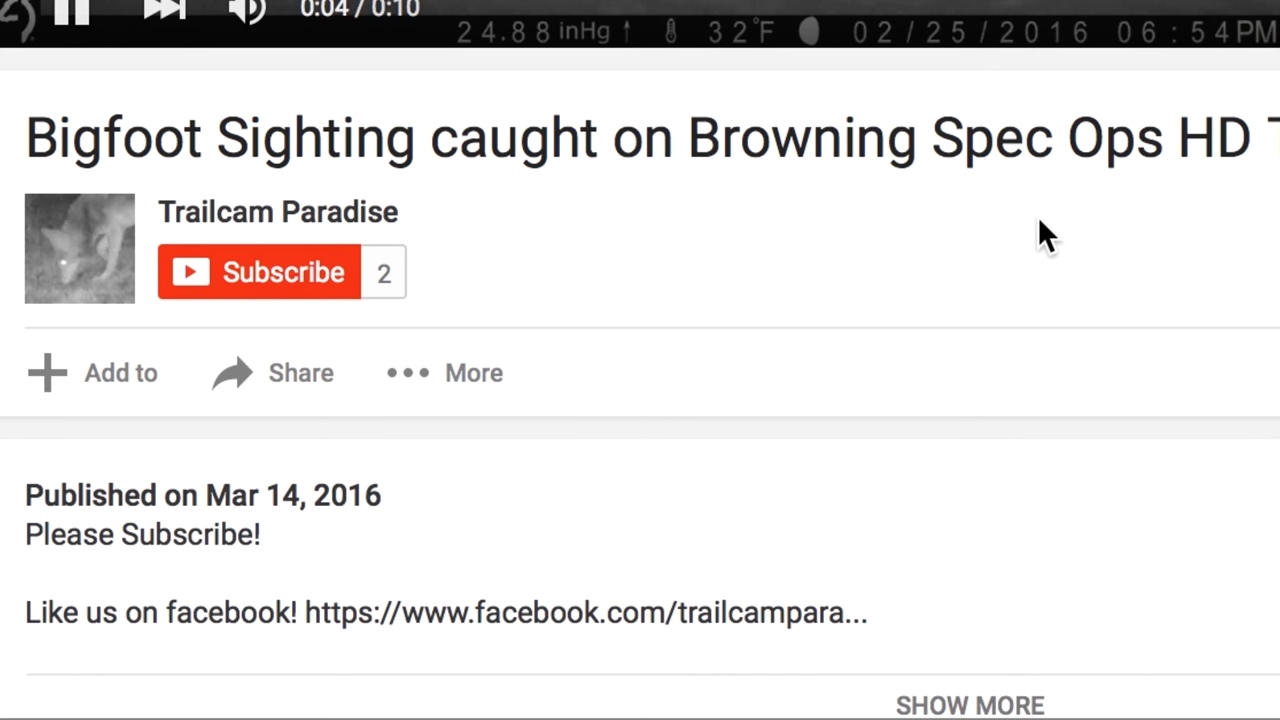 0:04 / 0:10
24.88 inHg ↑ 32°F 02/25/2016 06:54PM
Bigfoot Sighting caught on Browning Spec Ops HD
Trailcam Paradise
Subscribe 2
Add to Share More
Published on Mar 14, 2016
Please Subscribe!
Like us on facebook! https://www.facebook.com/trailcampara...
SHOW MORE